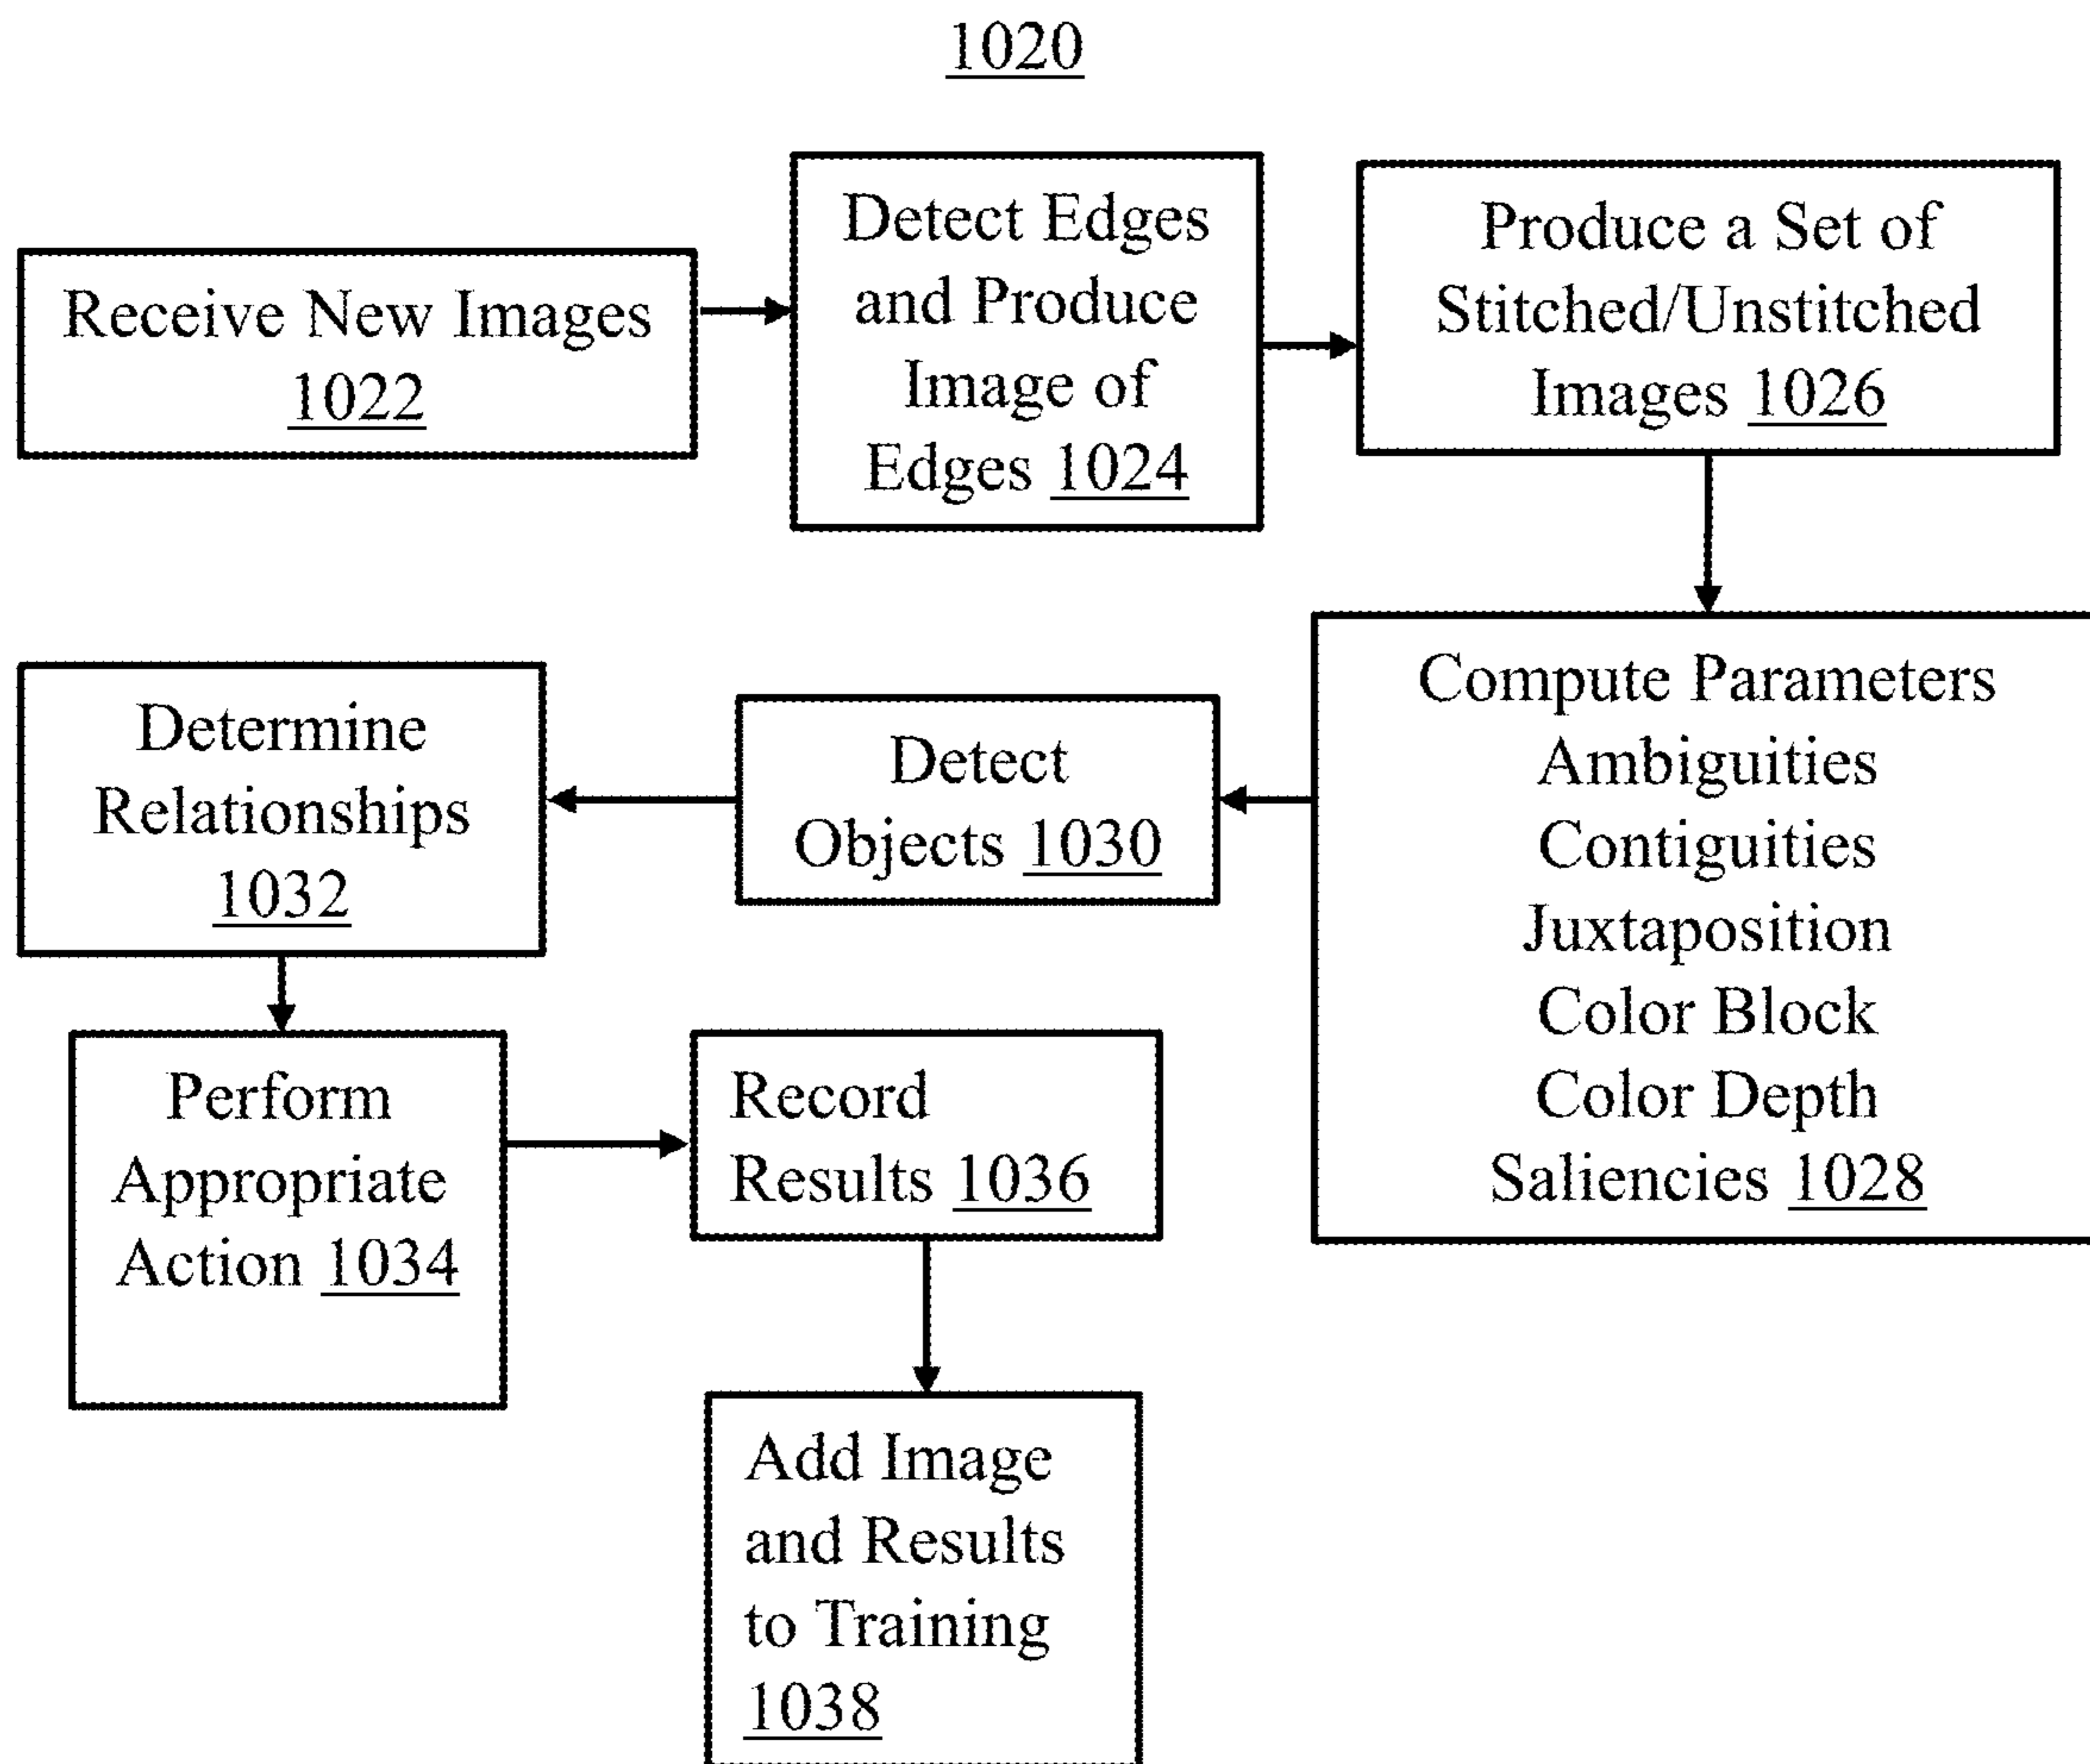 1020
Receive New Images
1022
Detect Edges
and Produce
Image of
Edges 1024
Produce a Set of
Stitched/Unstitched
Images 1026
Compute Parameters
Ambiguities
Contiguities
Juxtaposition
Color Block
Color Depth
Saliencies 1028
Detect
Objects 1030
Determine
Relationships
1032
Perform
Appropriate
Action 1034
Record
Results 1036
Add Image
and Results
to Training
1038